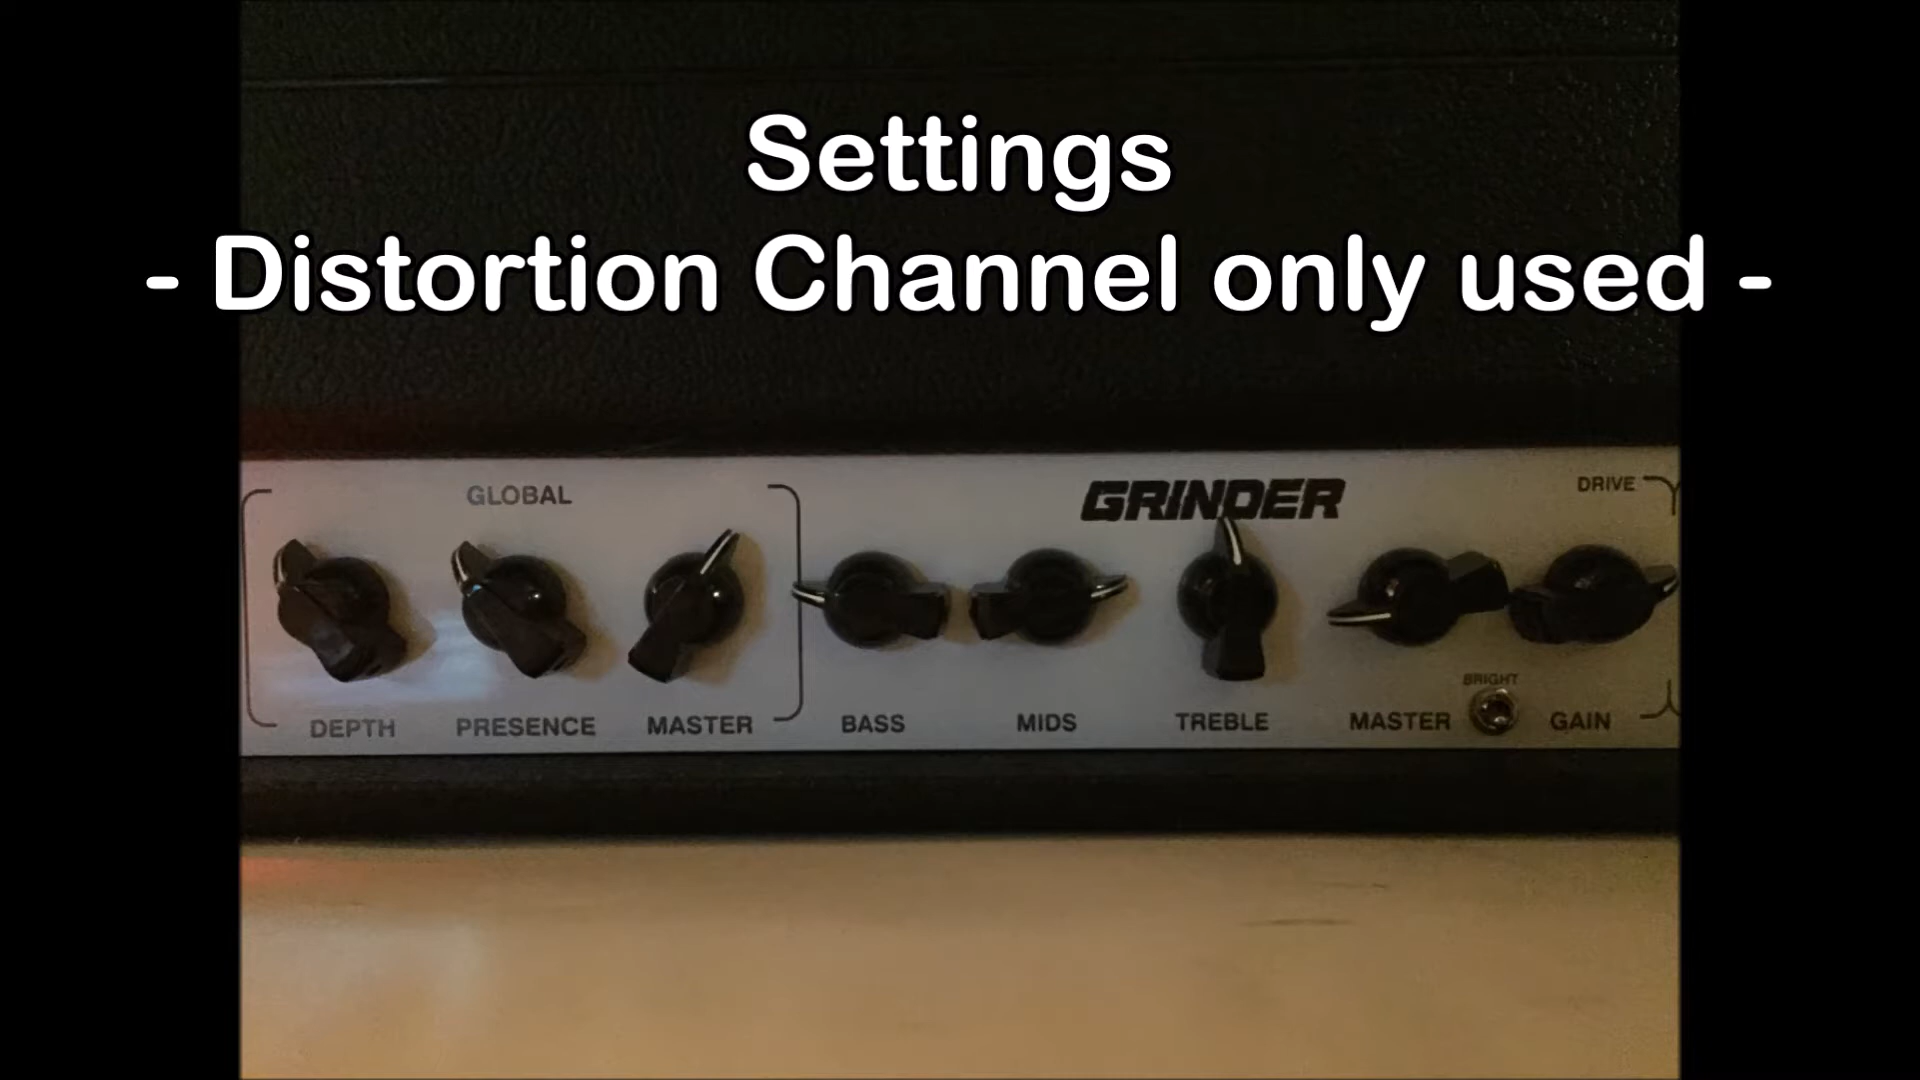 Settings
- Distortion Channel only used -
GLOBAL
GRINDER
DRIVE
BRIGHT
DEPTH PRESENCE MASTER BASS MIDS TREBLE MASTER GAIN